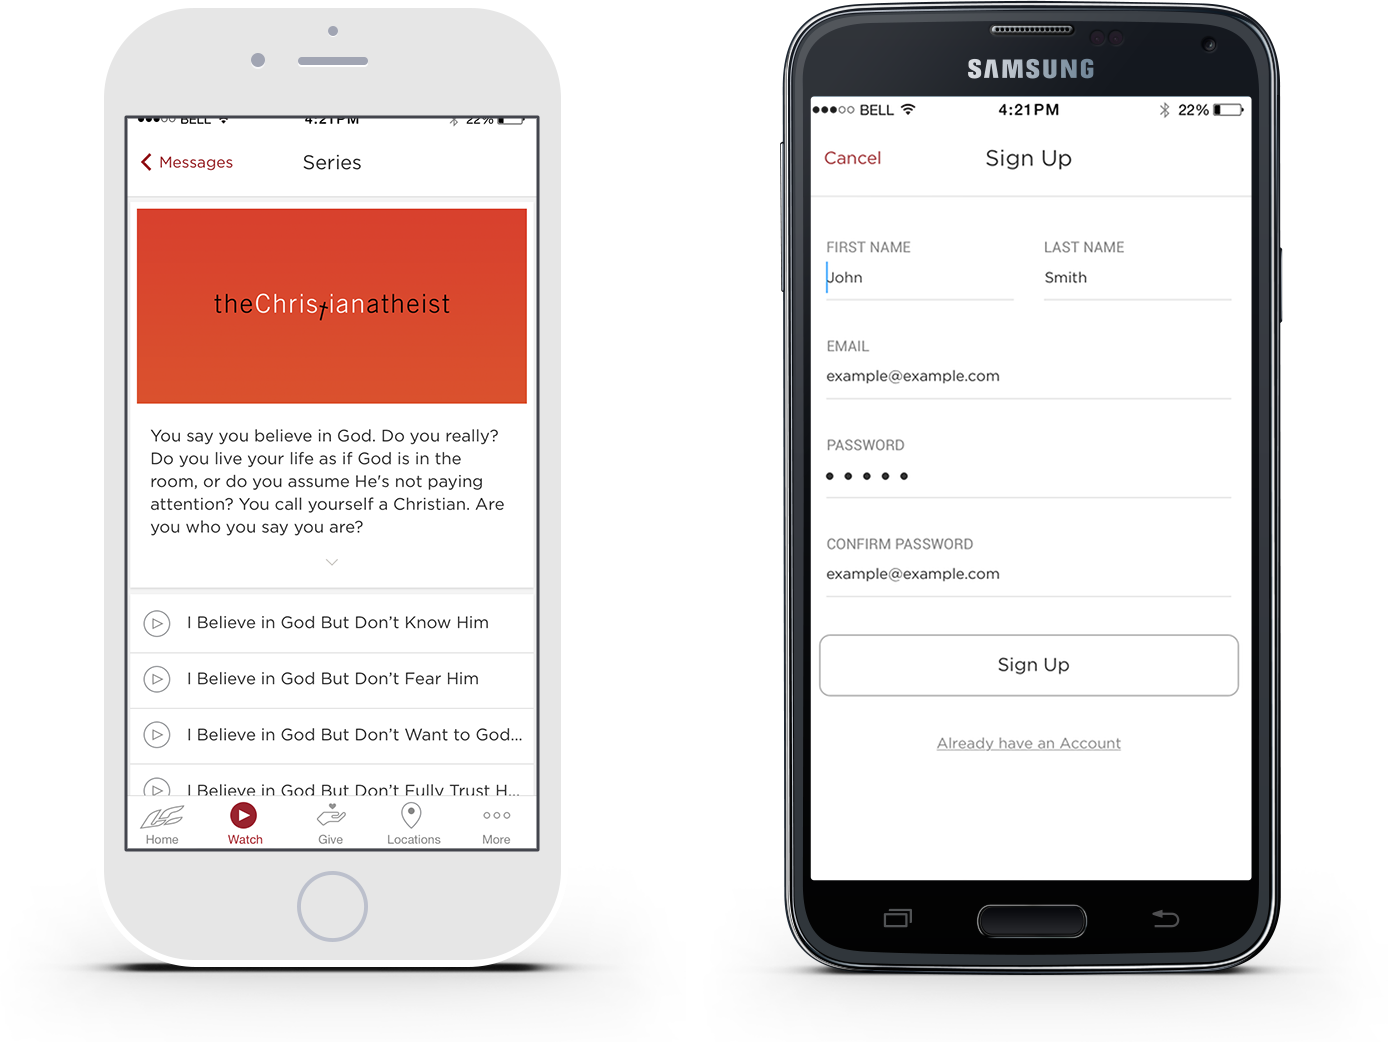 BELL 4:21PM 22%
Messages
Series
theChristianatheist
You say you believe in God. Do you really?
Do you live your life as if God is in the
room, or do you assume He's not paying
attention? You call yourself a Christian. Are
you who you say you are?
I Believe in God But Don't Know Him
I Believe in God But Don't Fear Him
I Believe in God But Don't Want to God...
I Believe in God But Don't Fully Trust H...
Home Watch Give Locations More
SAMSUNG
BELL 4:21PM 22%
Cancel
Sign Up
FIRST NAME LAST NAME
John Smith
EMAIL
example@example.com
PASSWORD
CONFIRM PASSWORD
example@example.com
Sign Up
Already have an Account